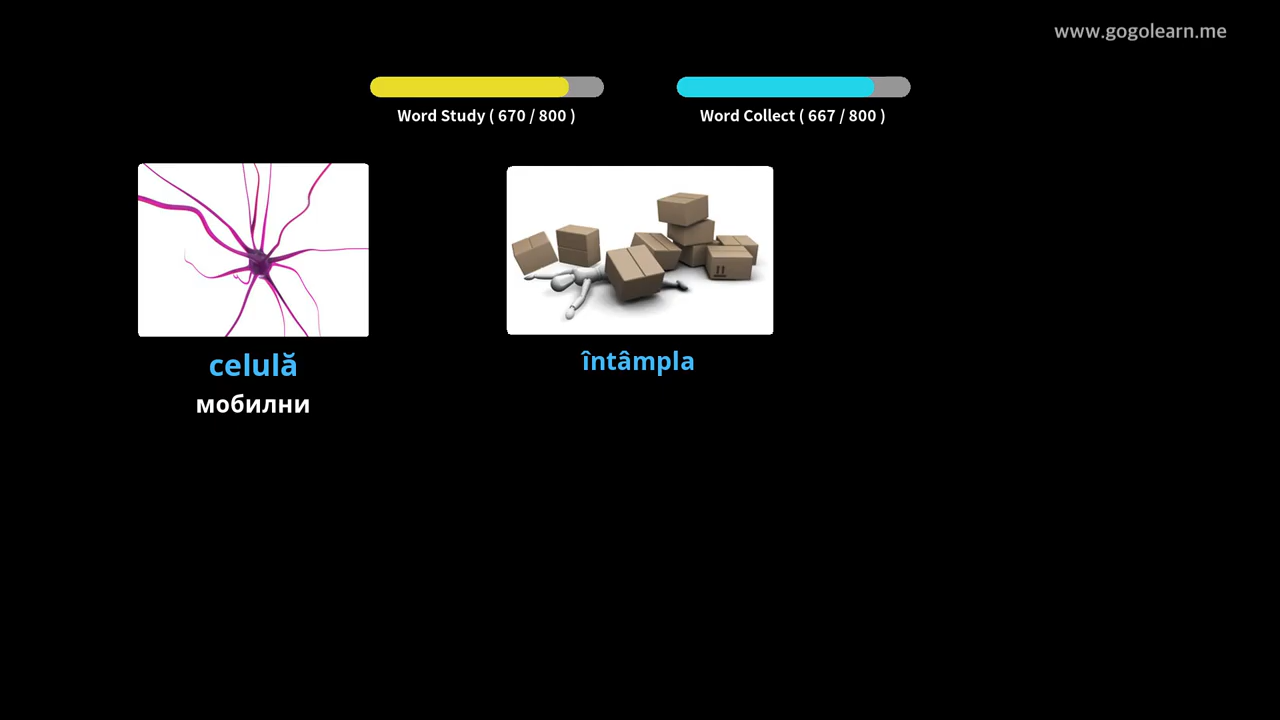 www.gogolearn.me
Word Study ( 670 / 800 )
Word Collect ( 667 / 800 )
celulă
мобилни
întâmpla